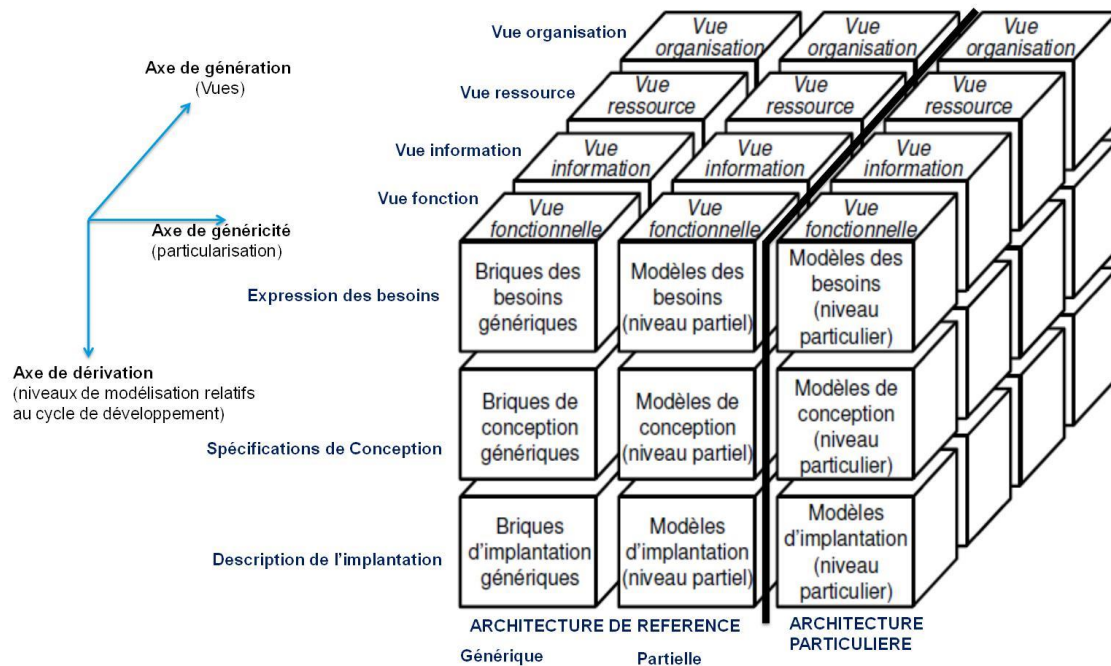 Axe de génération
(Vues)
Axe de généricité
(particularisation)
Axe de dérivation
(niveaux de modélisation relatifs
au cycle de développement)
Vue organisation
Vue
organisation
Vue
organisation
Vue
organisation
Vue ressource
Vue
ressource
Vue
ressource
Vue
ressource
Vue information
Vue
information
Vue
information
Vue
information
Vue fonction
Vue
fonctionnelle
Vue
fonctionnelle
Vue
fonctionnelle
Expression des besoins
Briques des
besoins
génériques
Modèles des
besoins
(niveau partiel)
Modèles des
besoins
(niveau
particulier)
Spécifications de Conception
Briques de
conception
génériques
Modèles de
conception
(niveau partiel)
Modèles de
conception
(niveau
particulier)
Description de l'implantation
Briques
d'implantation
génériques
Modèles
d'implantation
(niveau partiel)
Modèles
d'implantation
(niveau
particulier)
ARCHITECTURE DE REFERENCE
Générique
Partielle
ARCHITECTURE
PARTICULIERE